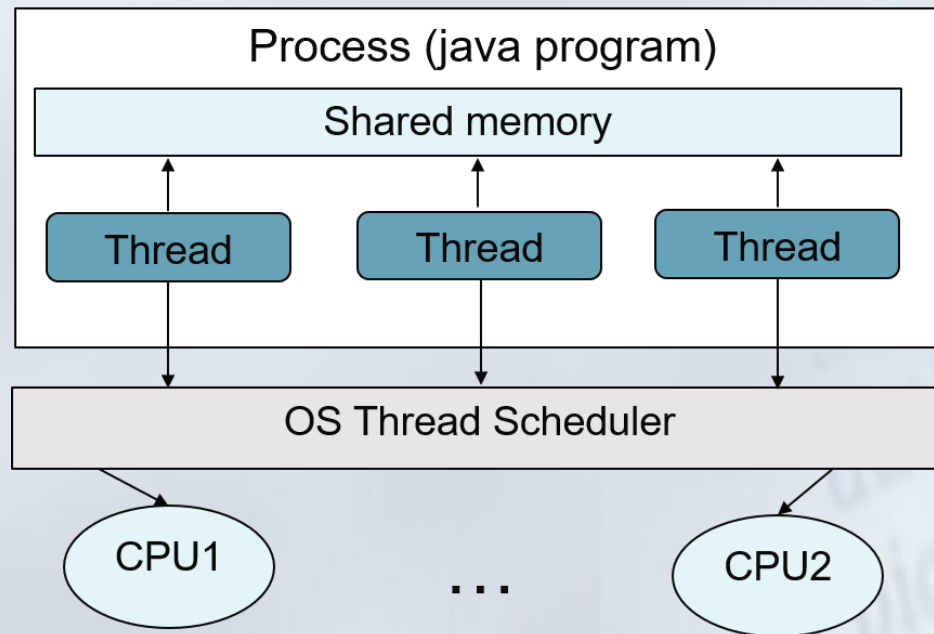 Process (java program)
Shared memory
Thread
Thread
Thread
OS Thread Scheduler
CPU1
...
CPU2